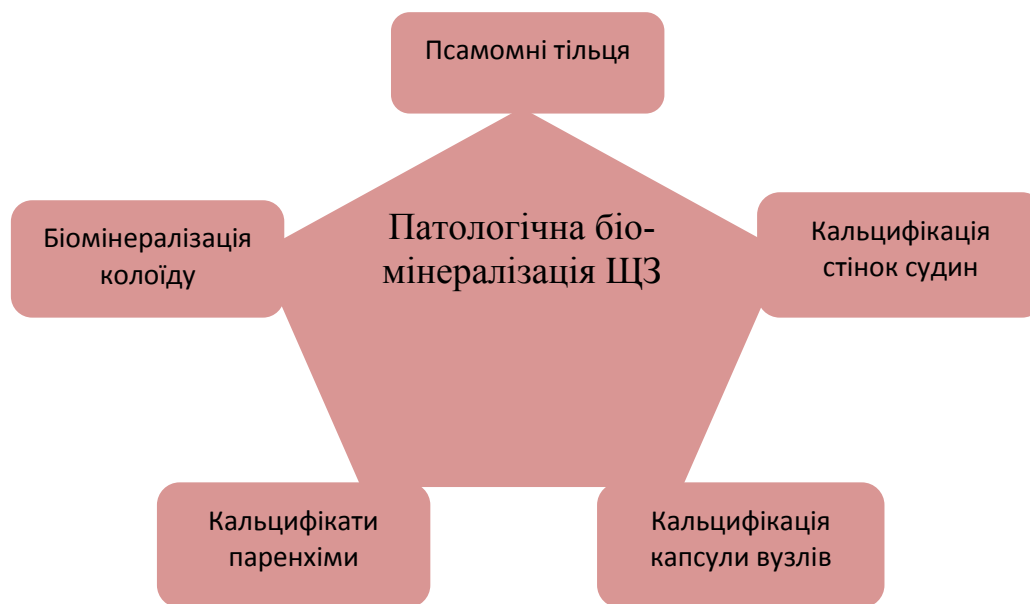 Псамомні тільця
Патологічна біо-
мінералізація ЩЗ
Біомінералізація
колоїду
Кальцифікація
стінок судин
Кальцифікати
паренхіми
Кальцифікація
капсули вузлів